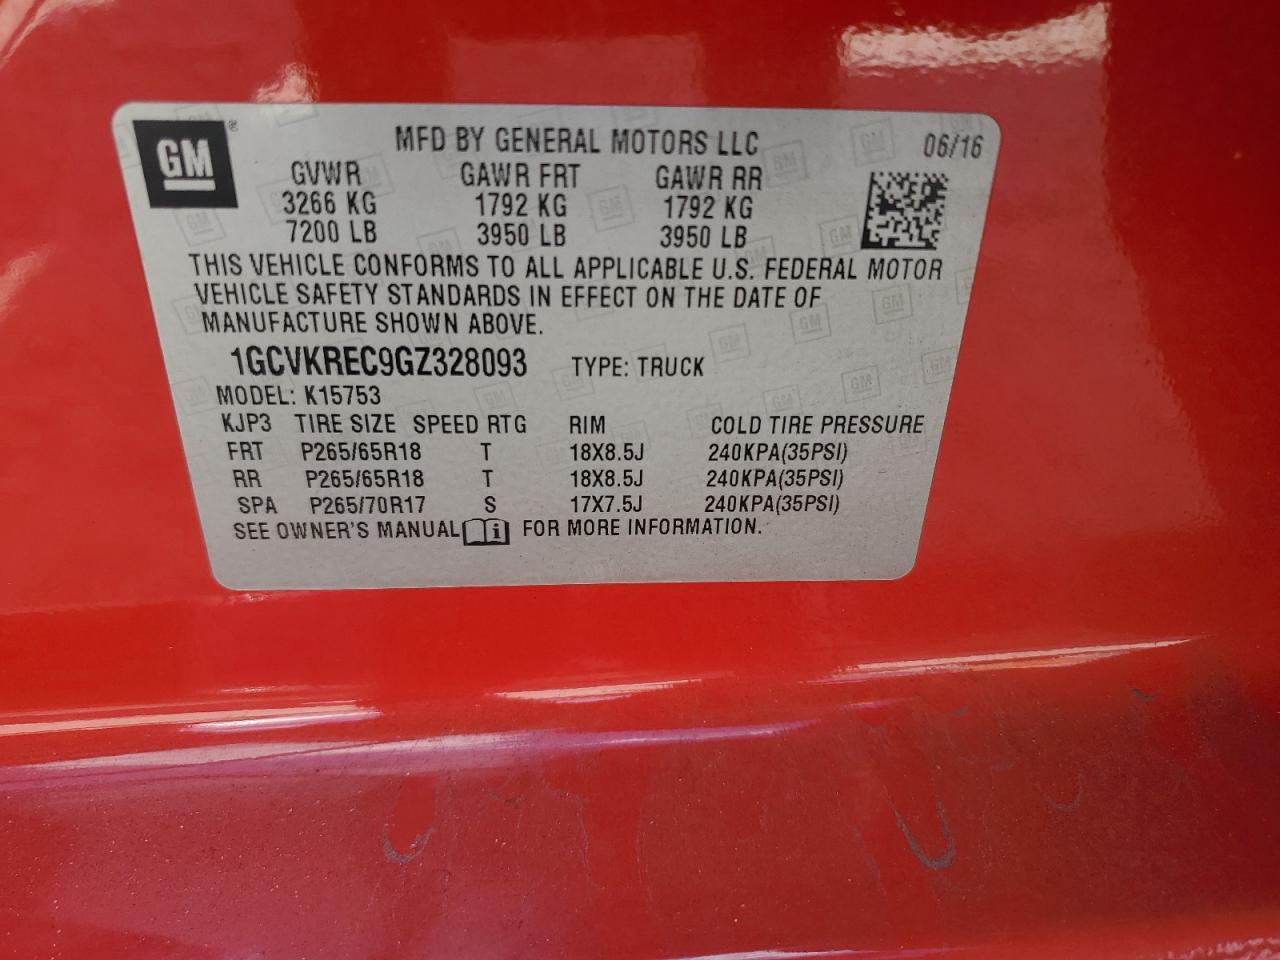 GM®
MFD BY GENERAL MOTORS LLC 06/16
GVWR GAWR FRT GAWR RR
3266 KG 1792 KG 1792 KG
7200 LB 3950 LB 3950 LB
THIS VEHICLE CONFORMS TO ALL APPLICABLE U.S. FEDERAL MOTOR
VEHICLE SAFETY STANDARDS IN EFFECT ON THE DATE OF
MANUFACTURE SHOWN ABOVE.
1GCVKREC9GZ328093 TYPE: TRUCK
MODEL: K15753
KJP3 TIRE SIZE SPEED RTG RIM COLD TIRE PRESSURE
FRT P265/65R18 T 18X8.5J 240KPA(35PSI)
RR P265/65R18 T 18X8.5J 240KPA(35PSI)
SPA P265/70R17 S 17X7.5J 240KPA(35PSI)
SEE OWNER'S MANUAL i FOR MORE INFORMATION.